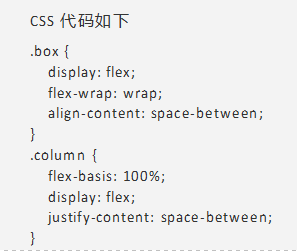 CSS 代码如下
.box {
display: flex;
flex-wrap: wrap;
align-content: space-between;
}
.column {
flex-basis: 100%;
display: flex;
justify-content: space-between;
}